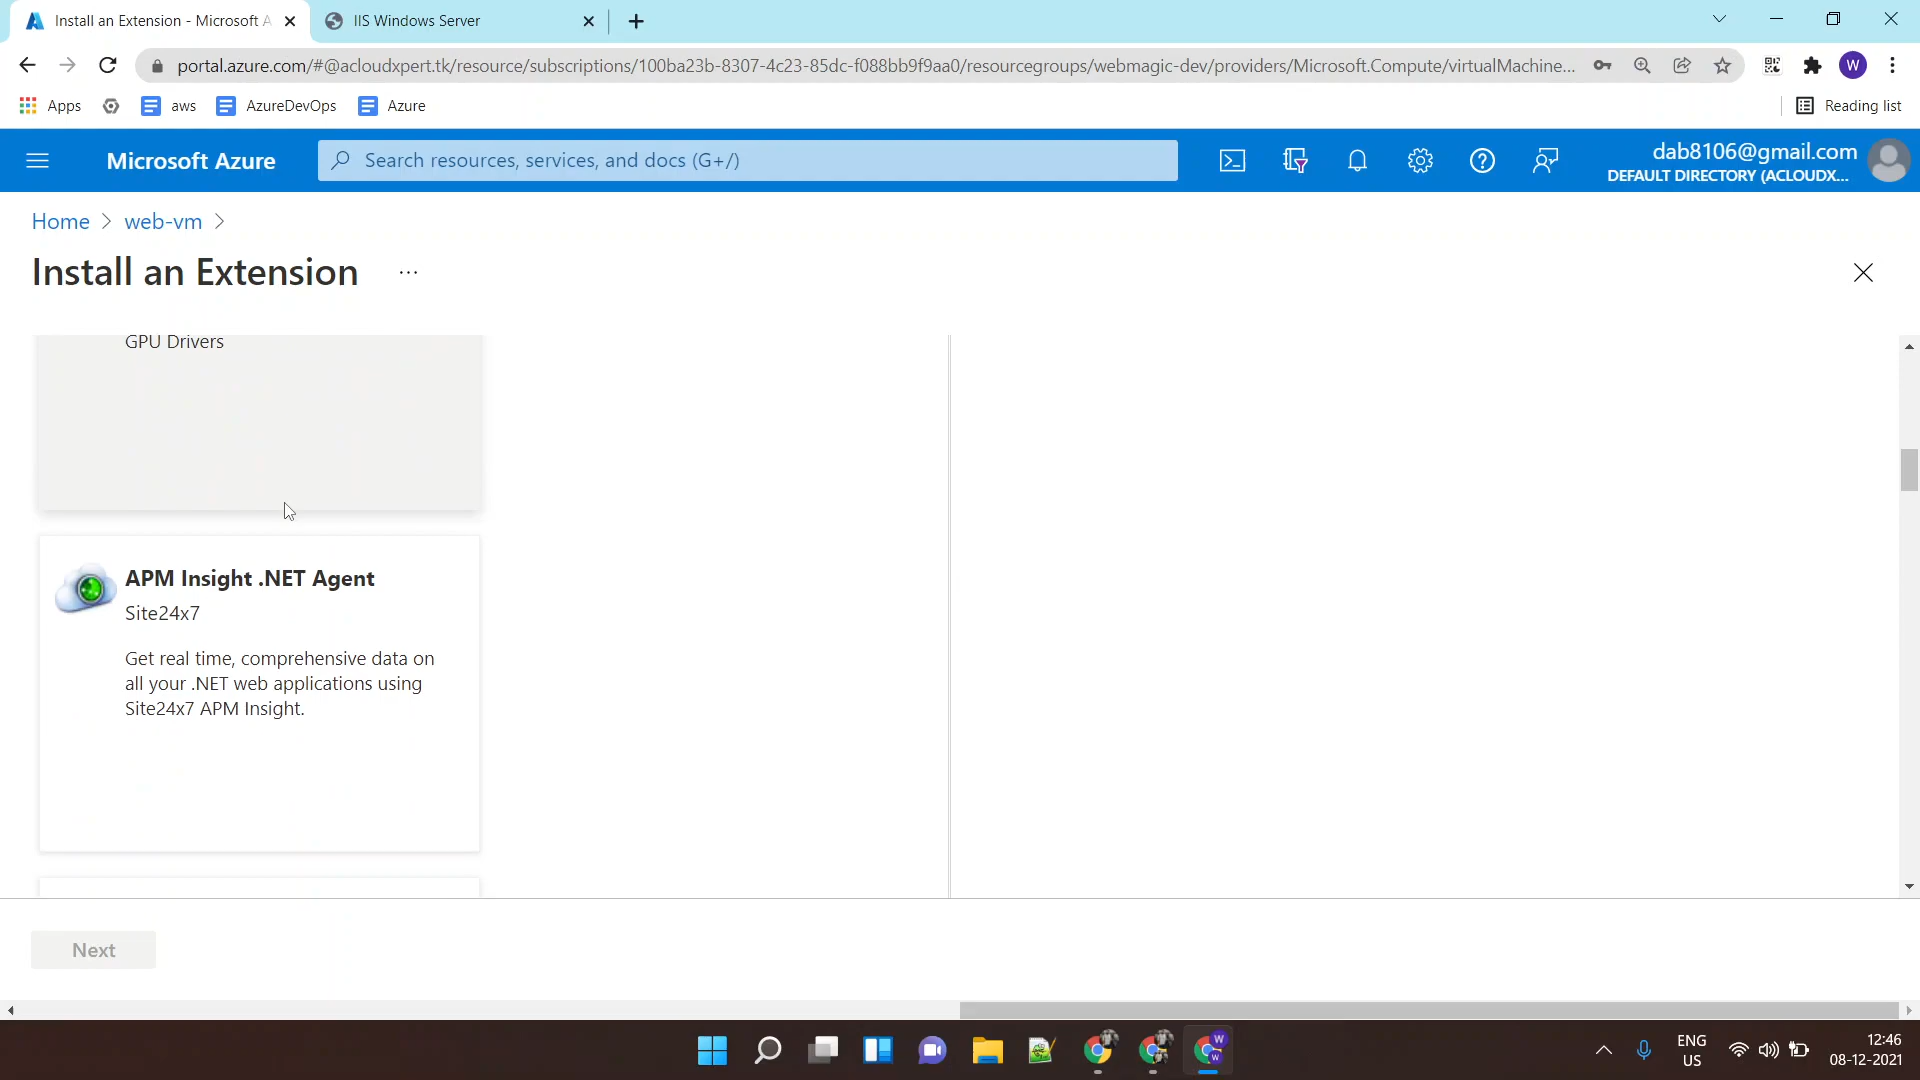 Install an Extension - Microsoft A
IIS Windows Server
portal.azure.com/#@acloudxpert.tk/resource/subscriptions/100ba23b-8307-4c23-85dc-f088bb9f9aa0/resourcegroups/webmagic-dev/providers/Microsoft.Compute/virtualMachine...
W
Apps
aws
AzureDevOps
Azure
Reading list
Microsoft Azure
Search resources, services, and docs (G+/)
dab8106@gmail.com
DEFAULT DIRECTORY (ACLOUDX...
Home > web-vm >
Install an Extension
...
GPU Drivers
APM Insight .NET Agent
Site24x7
Get real time, comprehensive data on
all your .NET web applications using
Site24x7 APM Insight.
Next
W
W
ENG
US
12:46
08-12-2021